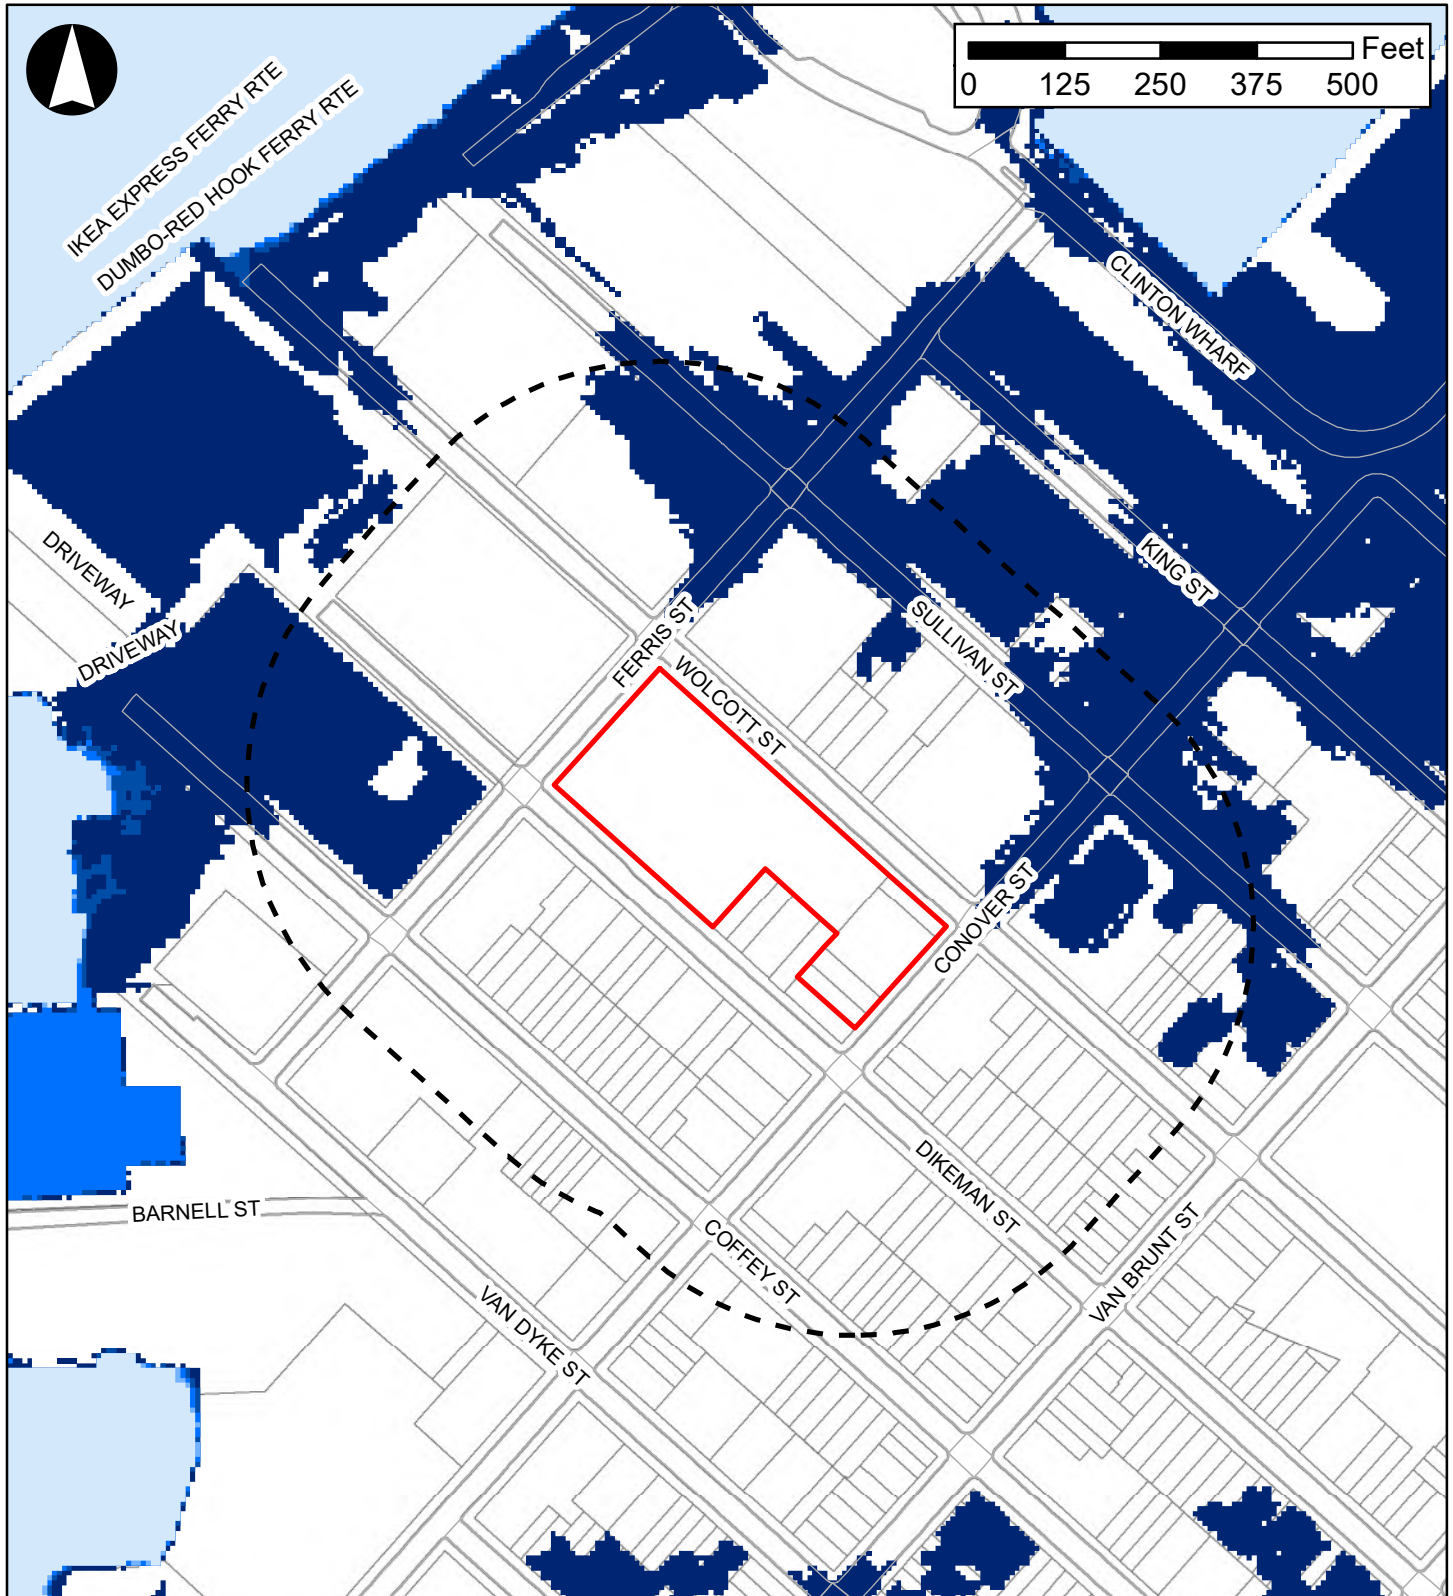 Feet
0 125 250 375 500
IKEA EXPRESS FERRY RTE
DUMBO-RED HOOK FERRY RTE
CLINTON WHARF
DRIVEWAY
DRIVEWAY
KING ST
FERRIS ST
SULLIVAN ST
WOLCOTT ST
CONOVER ST
DIKEMAN ST
BARNELL ST
COFFEY ST
VAN BRUNT ST
VAN DYKE ST